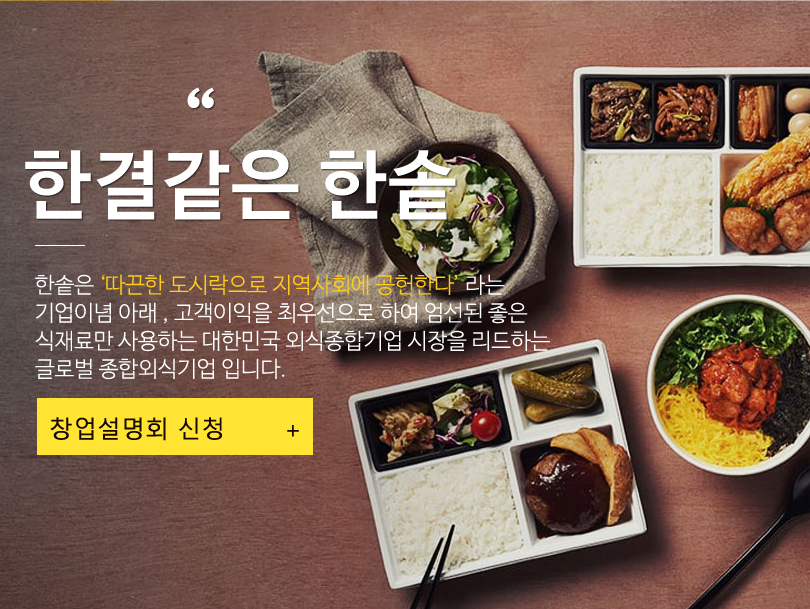 “
한결같은 한솥
한솥은 ‘따끈한 도시락으로 지역사회에 공헌한다’ 라는
기업이념 아래 , 고객이익을 최우선으로 하여 엄선된 좋은
식재료만 사용하는 대한민국 외식종합기업 시장을 리드하는
글로벌 종합외식기업 입니다.
창업설명회 신청 +